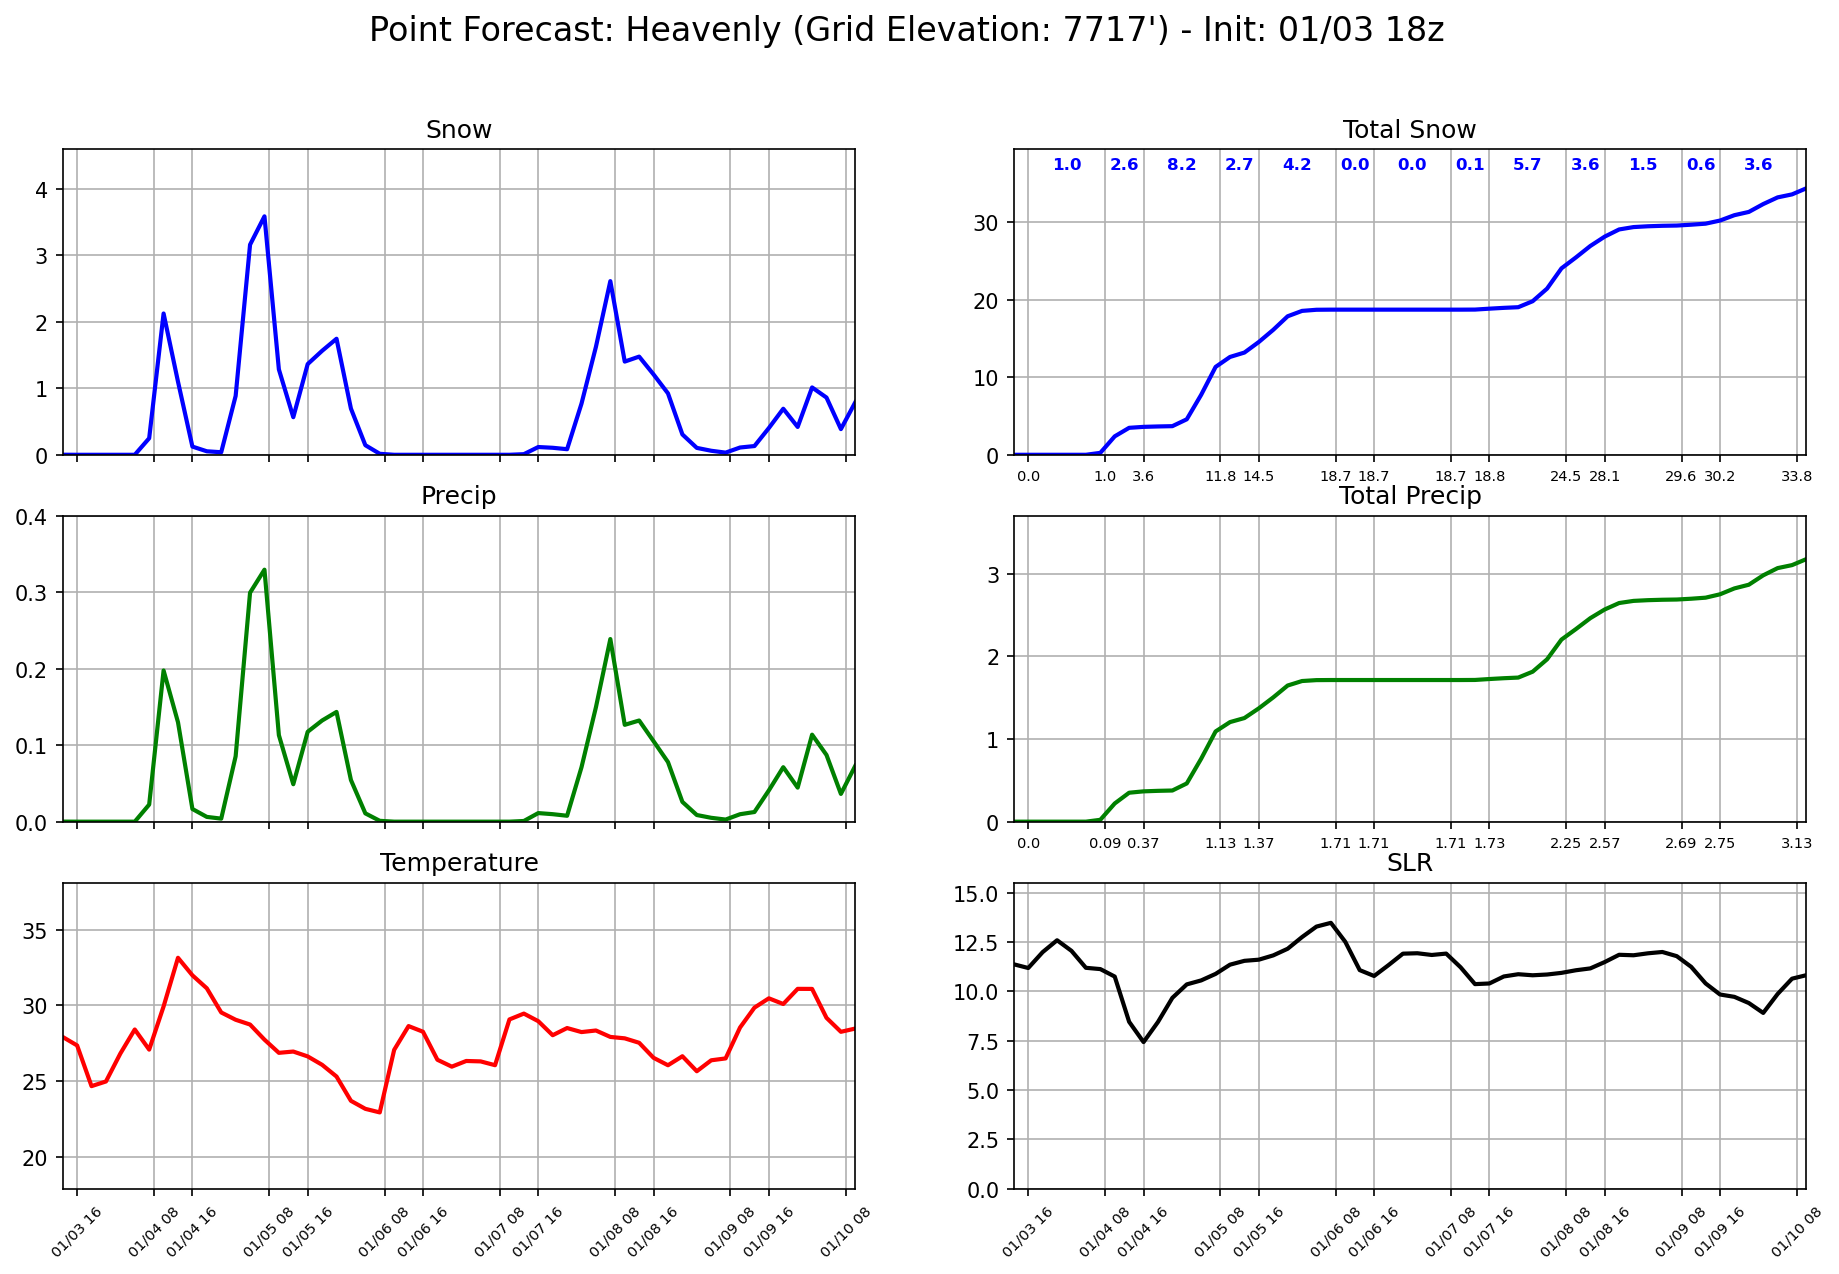 Point Forecast: Heavenly (Grid Elevation: 7717') - Init: 01/03 18z
Snow
4
3
2
1
0
Total Snow
1.0 2.6 8.2 2.7 4.2 0.0 0.0 0.1 5.7 3.6 1.5 0.6 3.6
30
20
10
0
0.0 1.0 3.6 11.8 14.5 18.7 18.7 18.7 18.8 24.5 28.1 29.6 30.2 33.8
Precip
0.4
0.3
0.2
0.1
0.0
Total Precip
3
2
1
0
0.0 0.09 0.37 1.13 1.37 1.71 1.71 1.71 1.73 2.25 2.57 2.69 2.75 3.13
Temperature
35
30
25
20
01/03 16 01/04 08 01/04 16 01/05 08 01/05 16 01/06 08 01/06 16 01/07 08 01/07 16 01/08 08 01/08 16 01/09 08 01/09 16 01/10 08
SLR
15.0
12.5
10.0
7.5
5.0
2.5
0.0
01/03 16 01/04 08 01/04 16 01/05 08 01/05 16 01/06 08 01/06 16 01/07 08 01/07 16 01/08 08 01/08 16 01/09 08 01/09 16 01/10 08